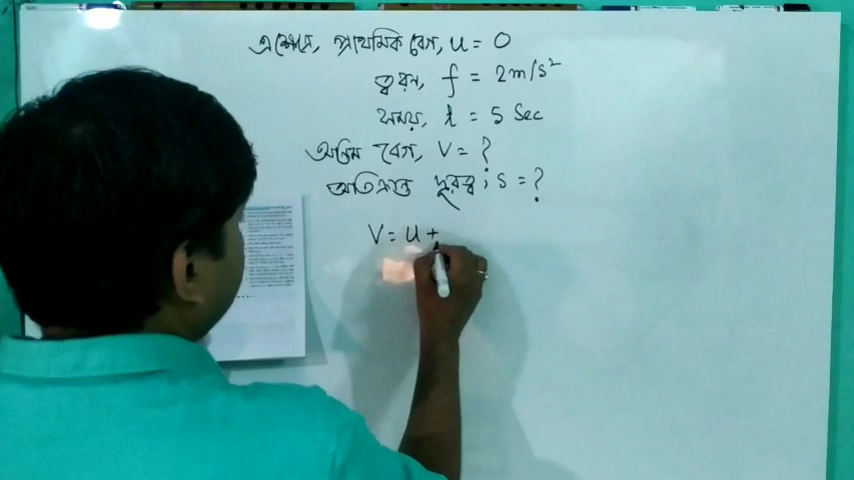 এক্ষেত্রে, প্রাথমিক বেগ, u = 0
ত্বরণ, f = 2m/s²
সময়, t = 5 Sec
অন্তিম বেগ, V = ?
অতিক্রান্ত দূরত্ব; s = ?
V = u +